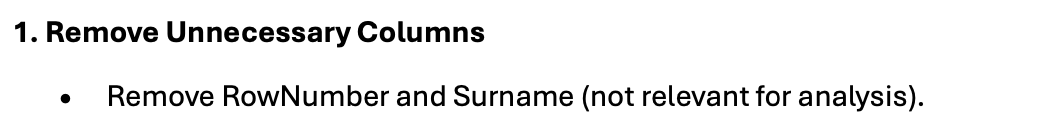 1. Remove Unnecessary Columns
• Remove RowNumber and Surname (not relevant for analysis).